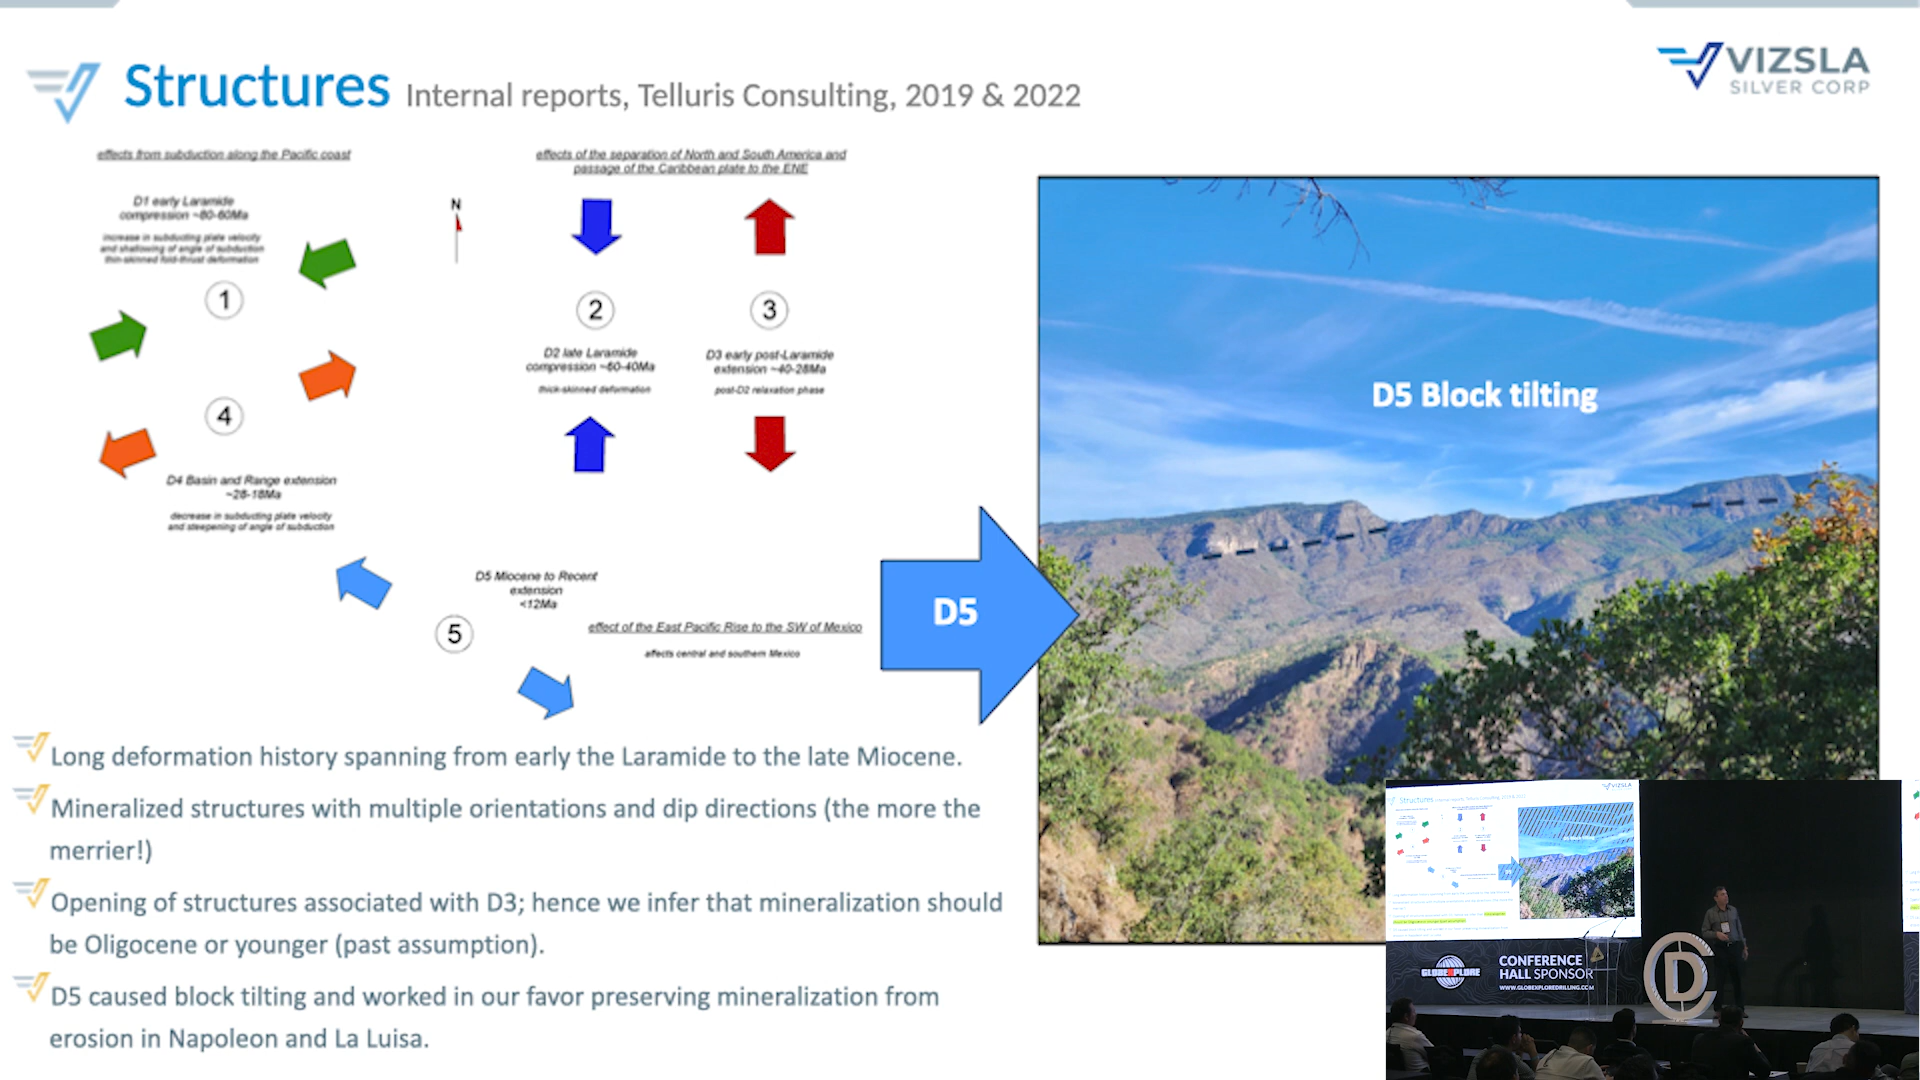 Structures Internal reports, Telluris Consulting, 2019 & 2022
VIZSLA
SILVER CORP
effects from subduction along the Pacific coast
D1 early Laramide
compression ~80-60Ma
increase in subducting plate velocity
and shallowing of angle of subduction
thin-skinned fold-thrust deformation
1
4
D4 Basin and Range extension
~28-18Ma
decrease in subducting plate velocity
and steepening of angle of subduction
N
effects of the separation of North and South America and
passage of the Caribbean plate to the ENE
2
D2 late Laramide
compression ~60-40Ma
thick-skinned deformation
3
D3 early post-Laramide
extension ~40-28Ma
post-D2 relaxation phase
D5 Miocene to Recent
extension
<12Ma
5
effect of the East Pacific Rise to the SW of Mexico
affects central and southern Mexico
D5
D5 Block tilting
Long deformation history spanning from early the Laramide to the late Miocene.
Mineralized structures with multiple orientations and dip directions (the more the
merrier!)
Opening of structures associated with D3; hence we infer that mineralization should
be Oligocene or younger (past assumption).
D5 caused block tilting and worked in our favor preserving mineralization from
erosion in Napoleon and La Luisa.
Structures
VIZSLA
GLOBEXPLORE
CONFERENCE
HALL SPONSOR
WWW.GLOBEXPLOREDRILLING.COM